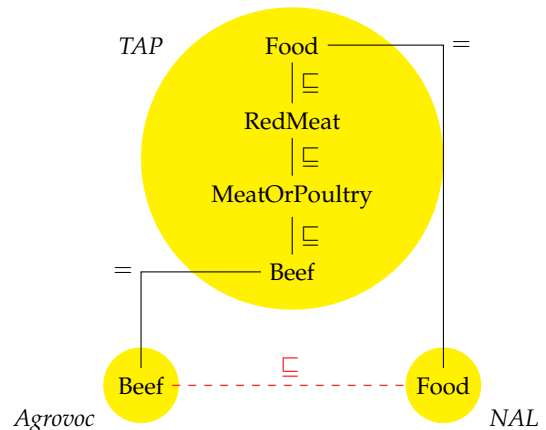 TAP Food =
⊑
RedMeat
⊑
MeatOrPoultry
⊑
= Beef
⊑
Beef Food
Agrovoc NAL